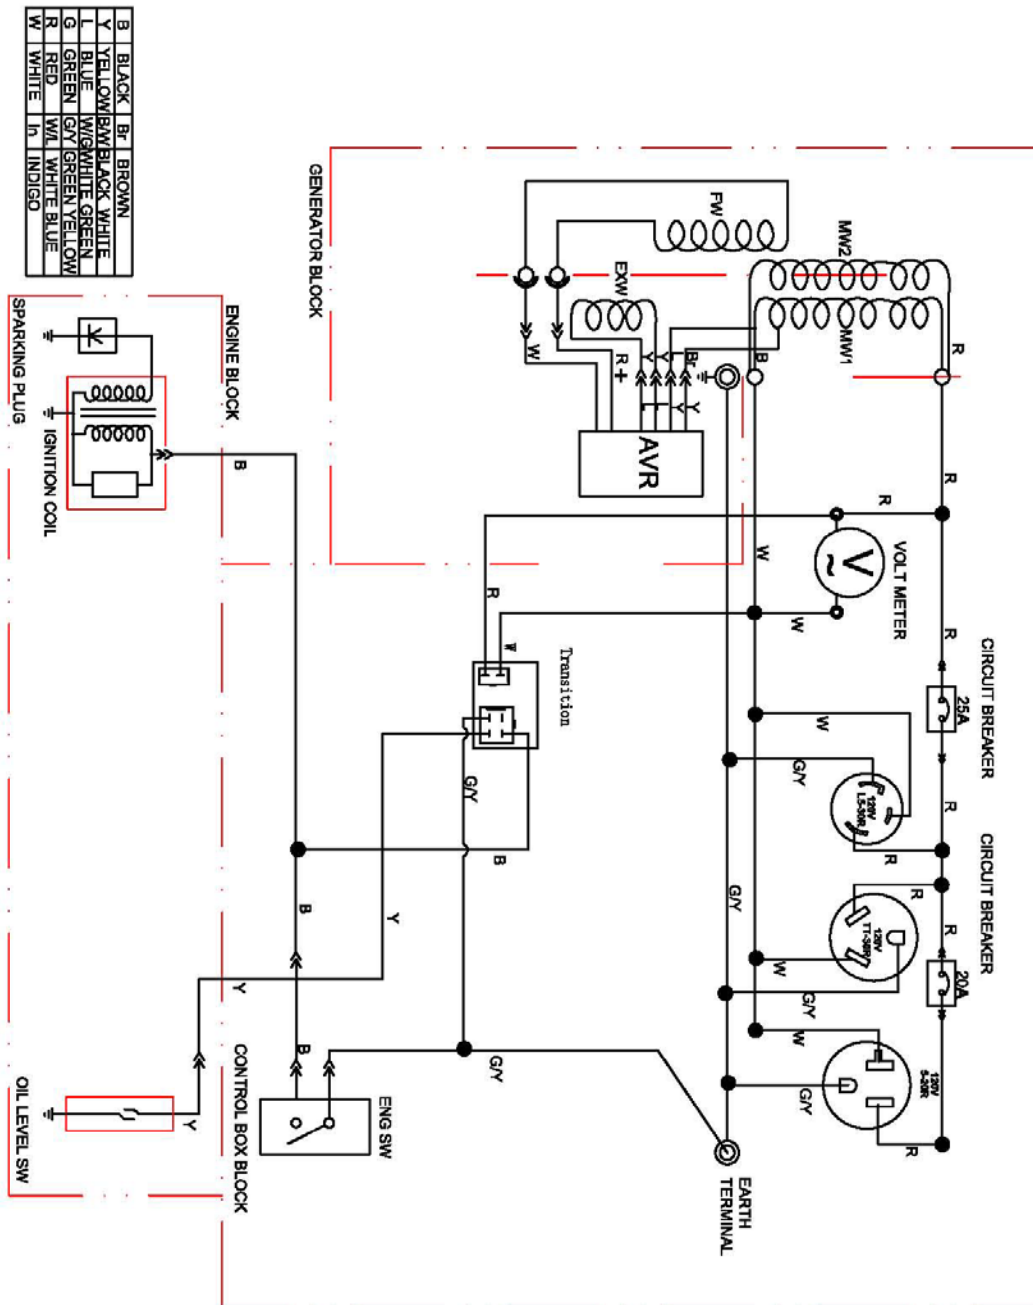 GENERATOR BLOCK
FW
EXW
MW2
MW1
W
R
+
Y
Y
L
Br
B
R
L
Y
Y
AVR
R
R
W
VOLT METER
V
~
R
W
R
W
Transition
R
CIRCUIT BREAKER
25A
W
G/Y
120V
L5-30R
R
R
CIRCUIT BREAKER
20A
R
R
120V
TT-30R
G/Y
W
G/Y
W
120V
5-20R
G/Y
R
EARTH
TERMINAL
G/Y
B
Y
G/Y
ENG SW
B
B
Y
CONTROL BOX BLOCK
ENGINE BLOCK
B
SPARKING PLUG
IGNITION COIL
OIL LEVEL SW
Y
B BLACK Br BROWN
Y YELLOW B/W BLACK WHITE
L BLUE W/G WHITE GREEN
G GREEN G/Y GREEN YELLOW
R RED W/L WHITE BLUE
W WHITE In INDIGO